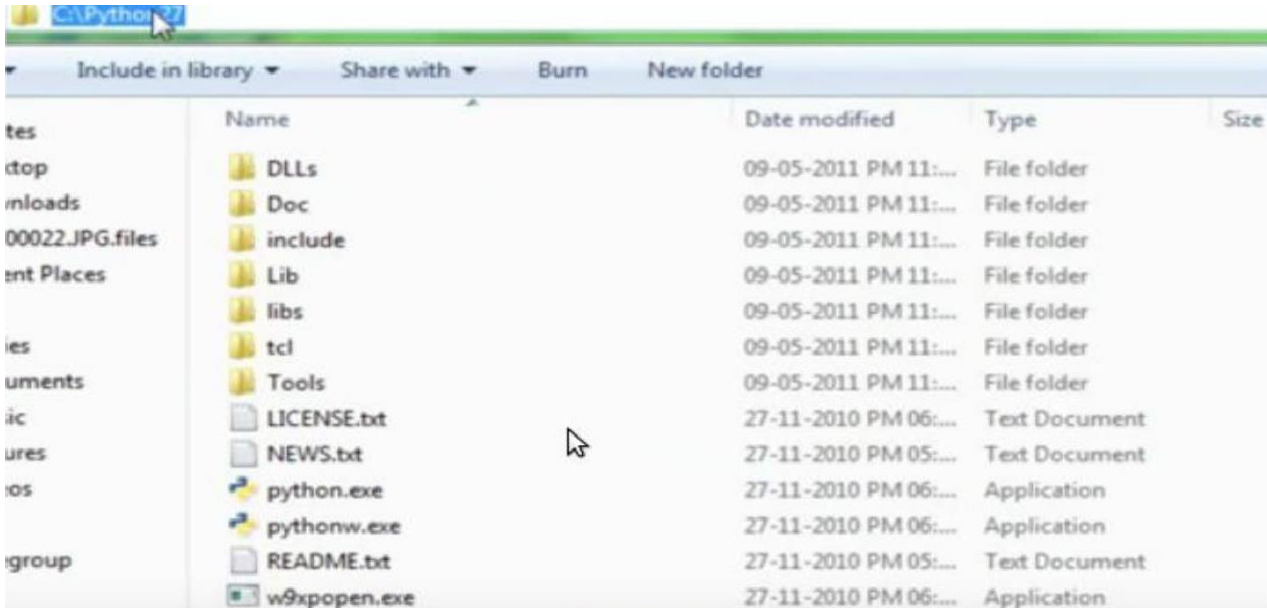 C:\Python27
Include in library Share with Burn New folder
Name Date modified Type Size
tes
ktop
DLLs 09-05-2011 PM 11:... File folder
wnloads
Doc 09-05-2011 PM 11:... File folder
00022.JPG.files include 09-05-2011 PM 11:... File folder
ent Places Lib 09-05-2011 PM 11:... File folder
libs 09-05-2011 PM 11:... File folder
ies tcl 09-05-2011 PM 11:... File folder
uments Tools 09-05-2011 PM 11:... File folder
sic LICENSE.txt 27-11-2010 PM 06:... Text Document
ures NEWS.txt 27-11-2010 PM 05:... Text Document
eos python.exe 27-11-2010 PM 06:... Application
pythonw.exe 27-11-2010 PM 06:... Application
egroup README.txt 27-11-2010 PM 05:... Text Document
w9xpopen.exe 27-11-2010 PM 06:... Application